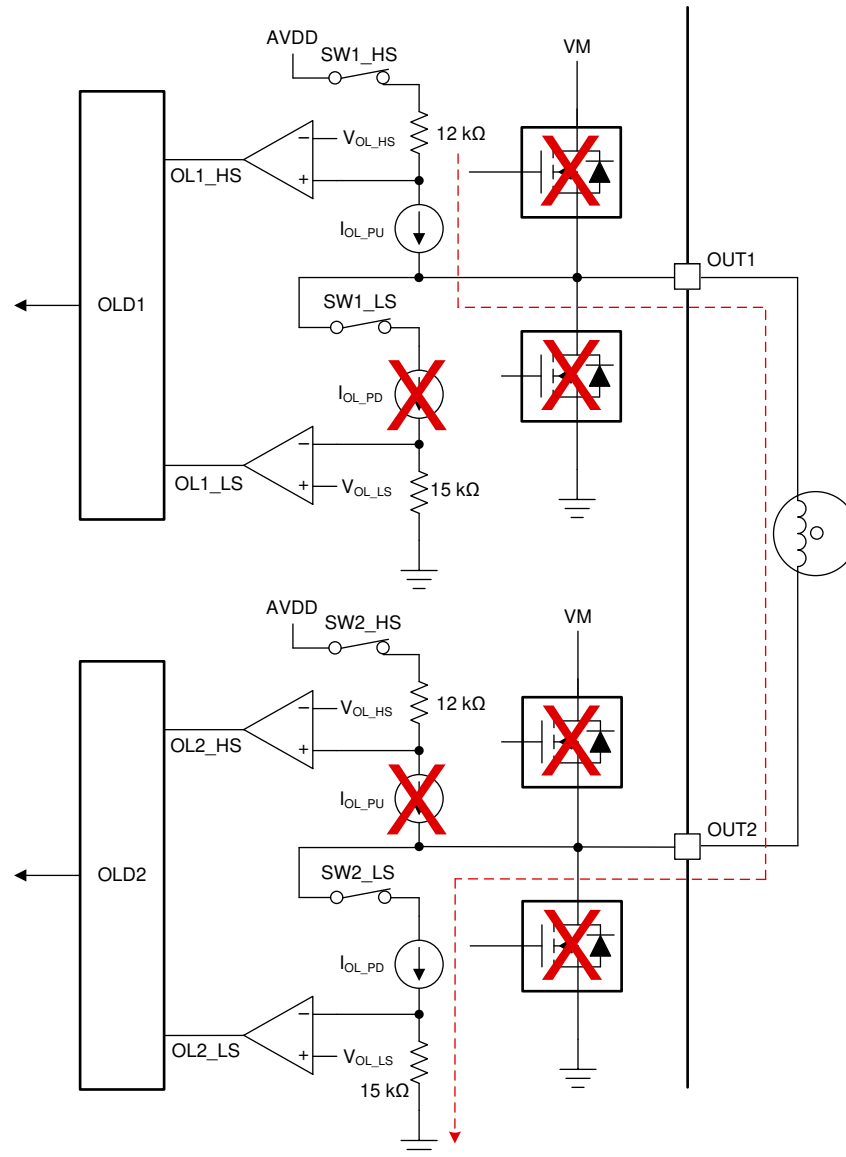 AVDD
SW1_HS
VM
12 kΩ
V_OL_HS
OL1_HS
I_OL_PU
OUT1
OLD1
SW1_LS
I_OL_PD
OL1_LS
V_OL_LS
15 kΩ
AVDD
SW2_HS
VM
12 kΩ
V_OL_HS
OL2_HS
I_OL_PU
OUT2
OLD2
SW2_LS
I_OL_PD
OL2_LS
V_OL_LS
15 kΩ